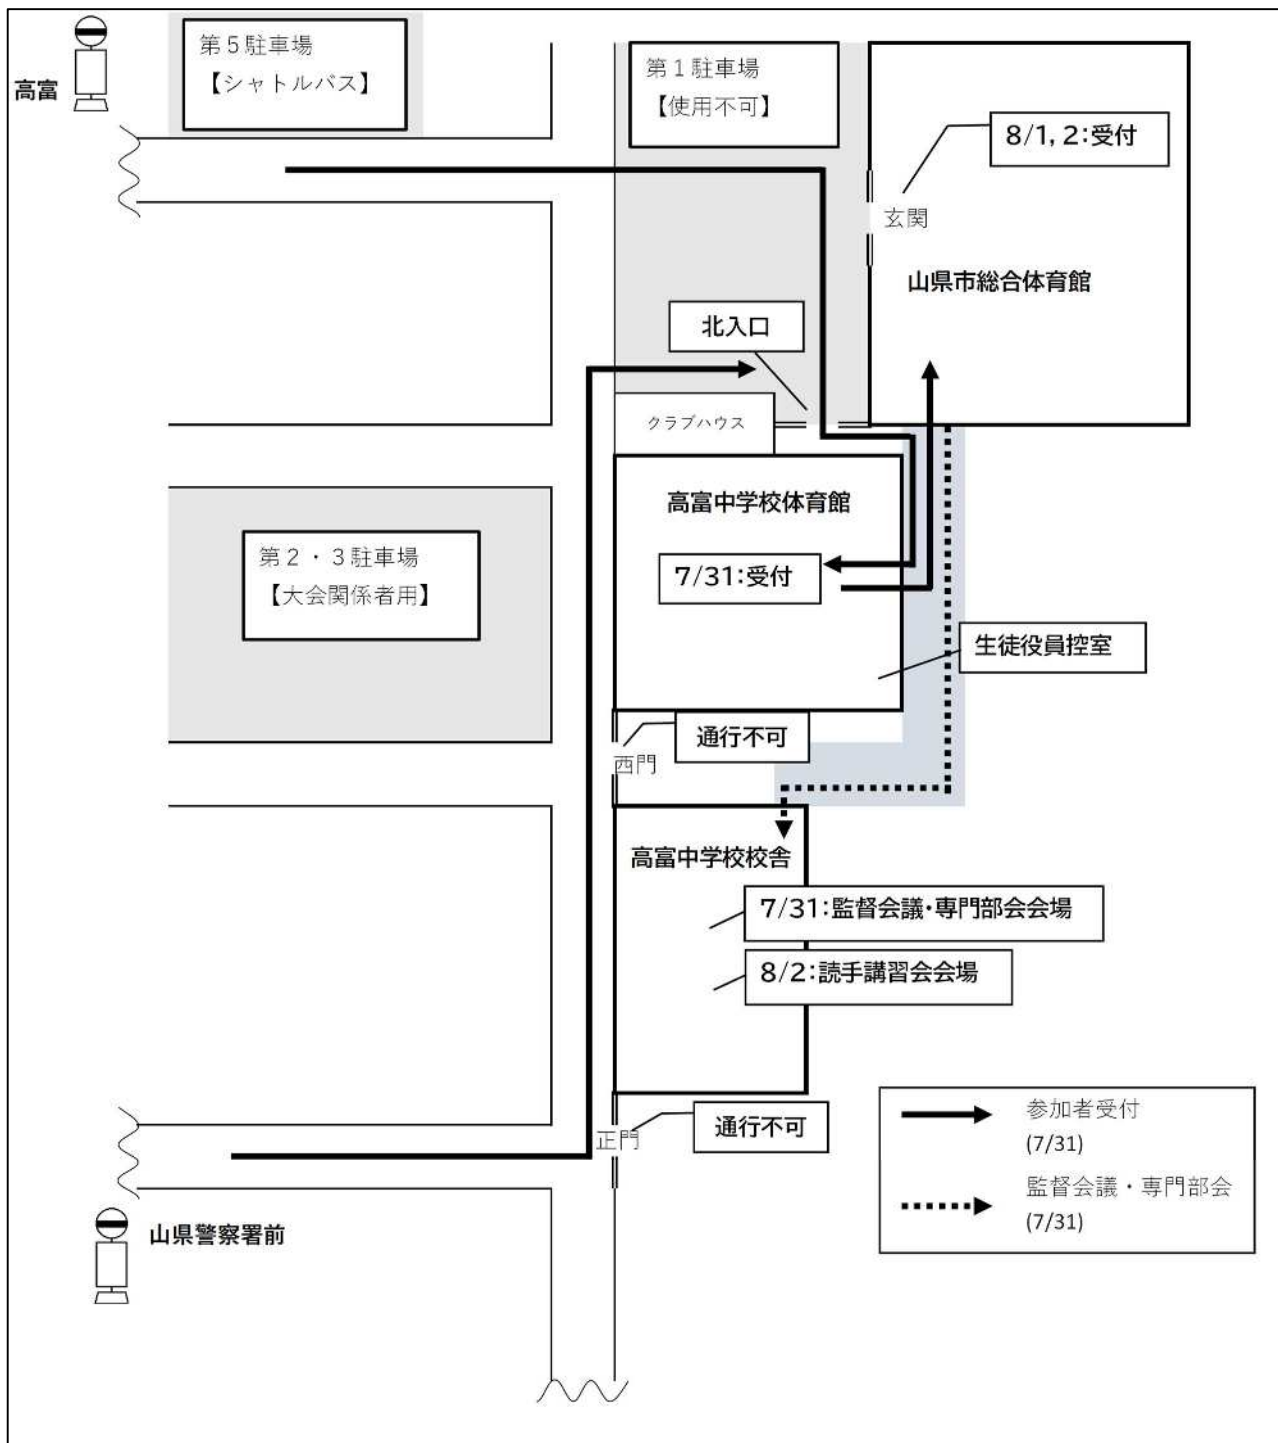 高富
第５駐車場
【シャトルバス】
第１駐車場
【使用不可】
8/1, 2:受付
玄関
山県市総合体育館
北入口
クラブハウス
高富中学校体育館
7/31:受付
第２・３駐車場
【大会関係者用】
生徒役員控室
通行不可
西門
高富中学校校舎
7/31:監督会議・専門部会会場
8/2:読手講習会会場
通行不可
正門
山県警察署前
参加者受付
(7/31)
監督会議・専門部会
(7/31)